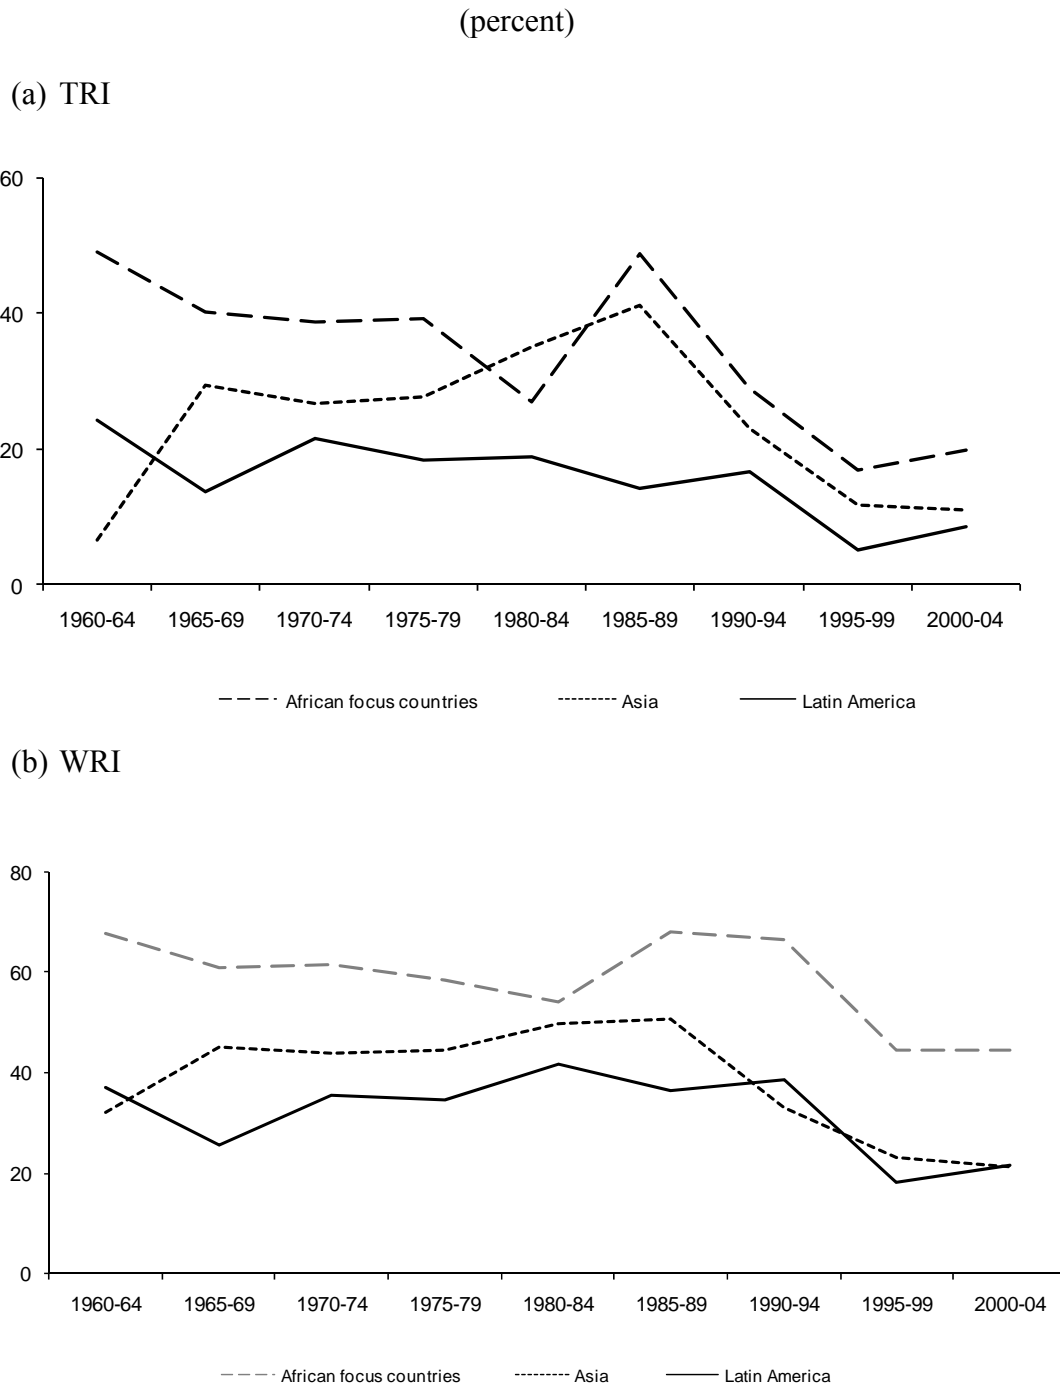 (percent)
(a) TRI
60
40
20
0
1960-64 1965-69 1970-74 1975-79 1980-84 1985-89 1990-94 1995-99 2000-04
African focus countries Asia Latin America
(b) WRI
80
60
40
20
0
1960-64 1965-69 1970-74 1975-79 1980-84 1985-89 1990-94 1995-99 2000-04
African focus countries Asia Latin America